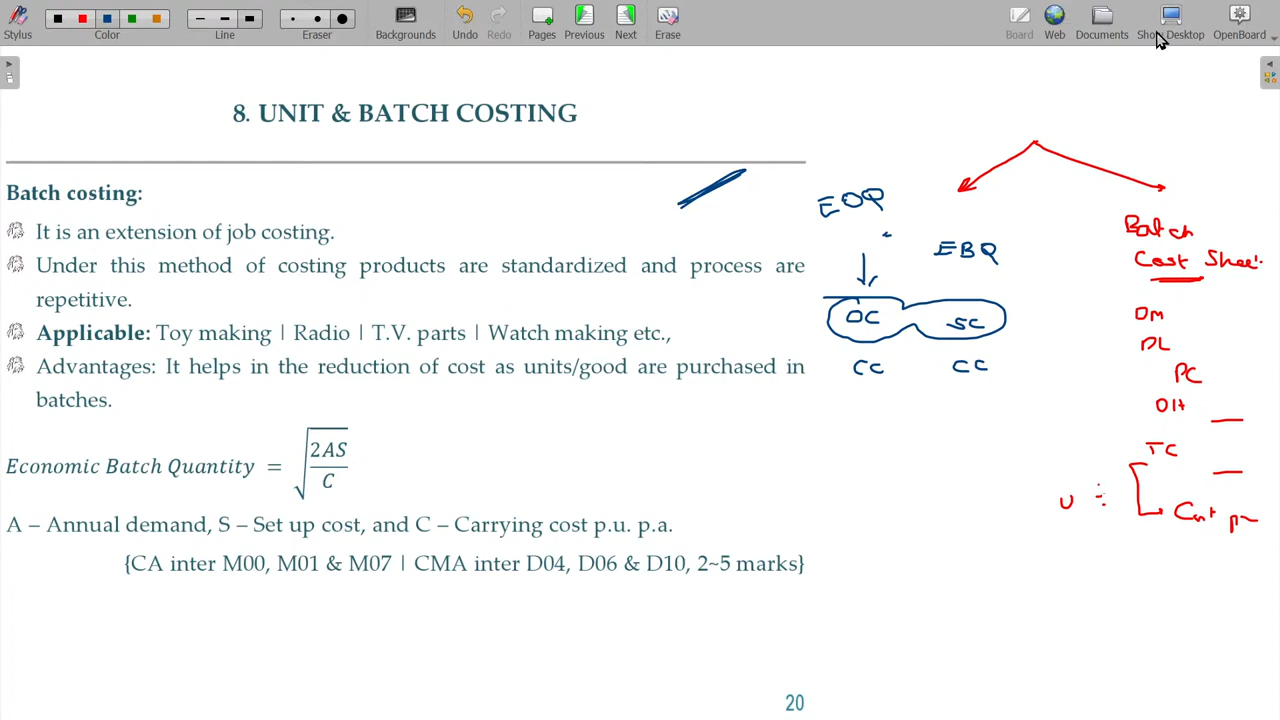 Stylus Color Line Eraser Backgrounds Undo Redo Pages Previous Next Erase Board Web Documents Show Desktop OpenBoard
8. UNIT & BATCH COSTING
Batch costing:
It is an extension of job costing.
Under this method of costing products are standardized and process are
repetitive.
Applicable: Toy making | Radio | T.V. parts | Watch making etc.,
Advantages: It helps in the reduction of cost as units/good are purchased in
batches.
Economic Batch Quantity = √2AS/C
A – Annual demand, S – Set up cost, and C – Carrying cost p.u. p.a.
{CA inter M00, M01 & M07 | CMA inter D04, D06 & D10, 2~5 marks}
20
EOQ
EBQ
OC SC
CC CC
Batch
Cost Sheet
DM
DL
PC
OH
TC
U ÷
Cost